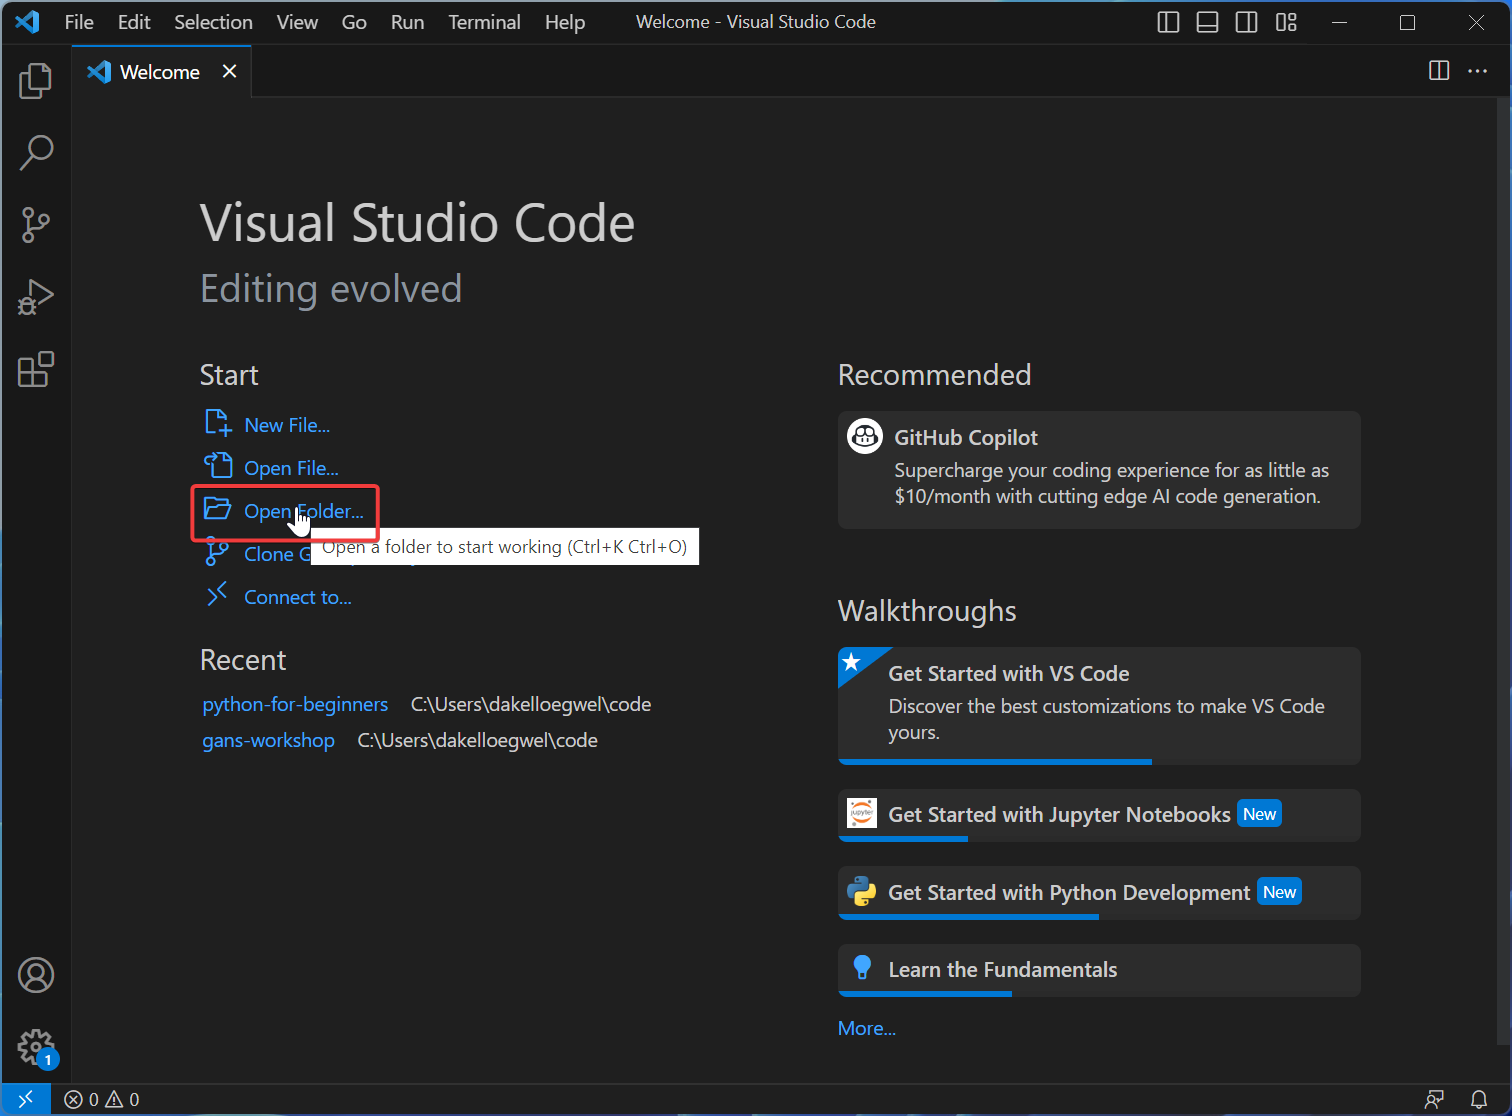 File Edit Selection View Go Run Terminal Help Welcome - Visual Studio Code
Welcome
Visual Studio Code
Editing evolved
Start
New File...
Open File...
Open Folder...
Open a folder to start working (Ctrl+K Ctrl+O)
Clone
Connect to...
Recent
python-for-beginners C:\Users\dakelloegwel\code
gans-workshop C:\Users\dakelloegwel\code
Recommended
GitHub Copilot
Supercharge your coding experience for as little as
$10/month with cutting edge AI code generation.
Walkthroughs
Get Started with VS Code
Discover the best customizations to make VS Code
yours.
jupyter
Get Started with Jupyter Notebooks New
Get Started with Python Development New
Learn the Fundamentals
More...
1
0 0